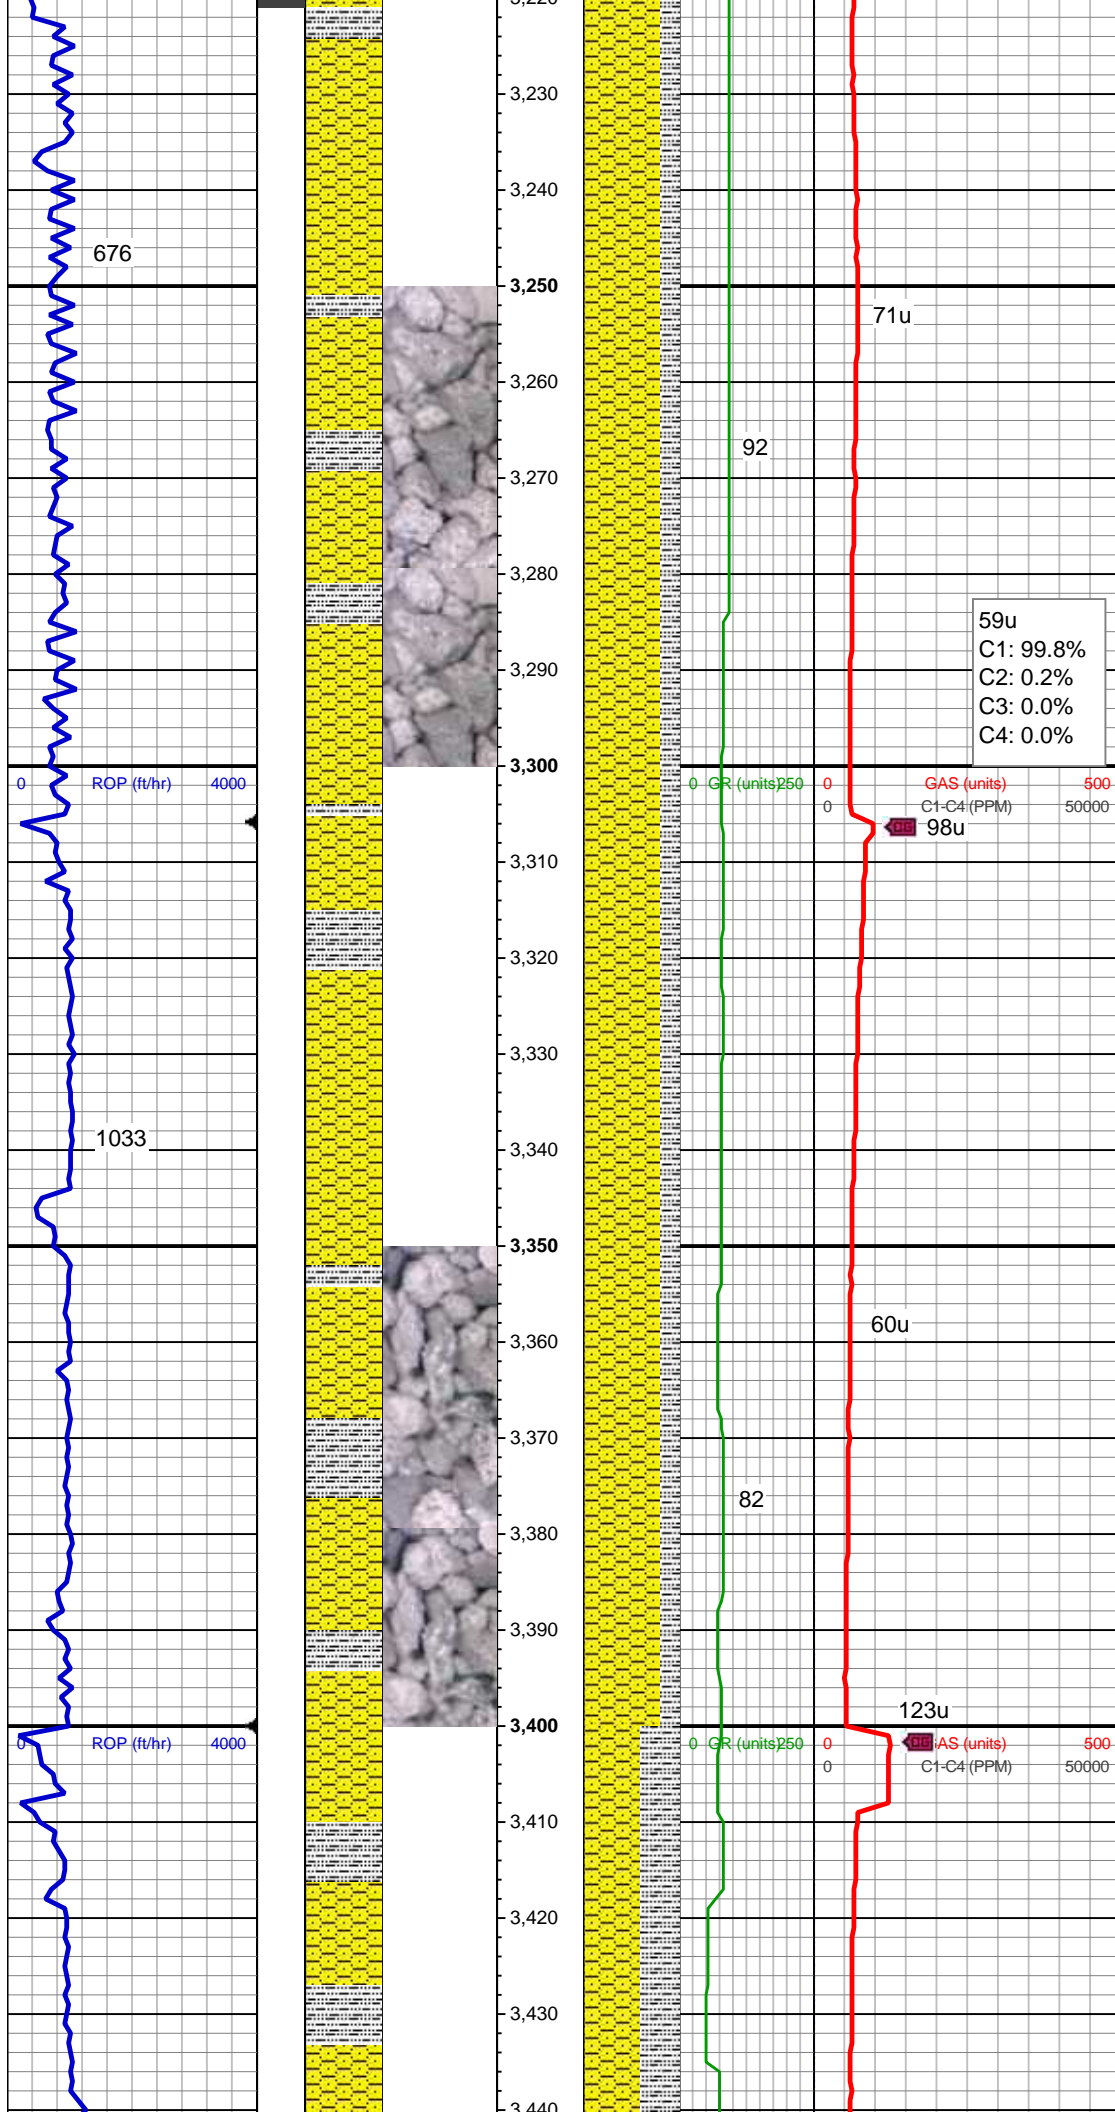 3,220
3,230
3,240
676
3,250
71u
3,260
92
3,270
3,280
59u
C1: 99.8%
C2: 0.2%
C3: 0.0%
C4: 0.0%
3,290
3,300
0 ROP (ft/hr) 4000
0 GR (units) 250
0 GAS (units) 500
0 C1-C4 (PPM) 50000
DG 98u
3,310
3,320
3,330
1033
3,340
3,350
60u
3,360
3,370
82
3,380
3,390
123u
3,400
0 ROP (ft/hr) 4000
0 GR (units) 250
0 DG GAS (units) 500
0 C1-C4 (PPM) 50000
3,410
3,420
3,430
3,440